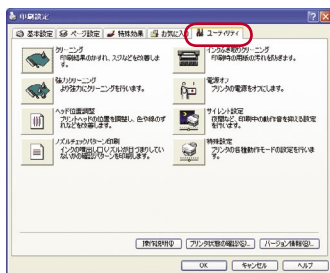 印刷設定
基本設定 ページ設定 特殊効果 お気に入り ユーティリティ
クリーニング
印刷結果のかすれ、スジなどを改善します。
インクふき取りクリーニング
印刷時の用紙の汚れを防ぎます。
強力クリーニング
より強力にクリーニングを行います。
電源オフ
プリンタの電源をオフにします。
ヘッド位置調整
プリントヘッドの位置を調整し、色や線のずれなどを改善します。
サイレント設定
夜間など、印刷中の動作音を抑える設定を行います。
ノズルチェックパターン印刷
インクの噴出し口(ノズル)が目づまりしていないかの確認パターンを印刷します。
特殊設定
プリンタの各種動作モードの設定を行います。
操作説明(I) プリンタ状態の確認(S)... バージョン情報(B)...
OK キャンセル ヘルプ